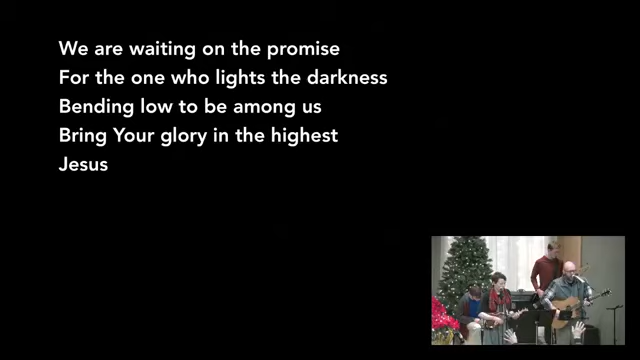 We are waiting on the promise
For the one who lights the darkness
Bending low to be among us
Bring Your glory in the highest
Jesus